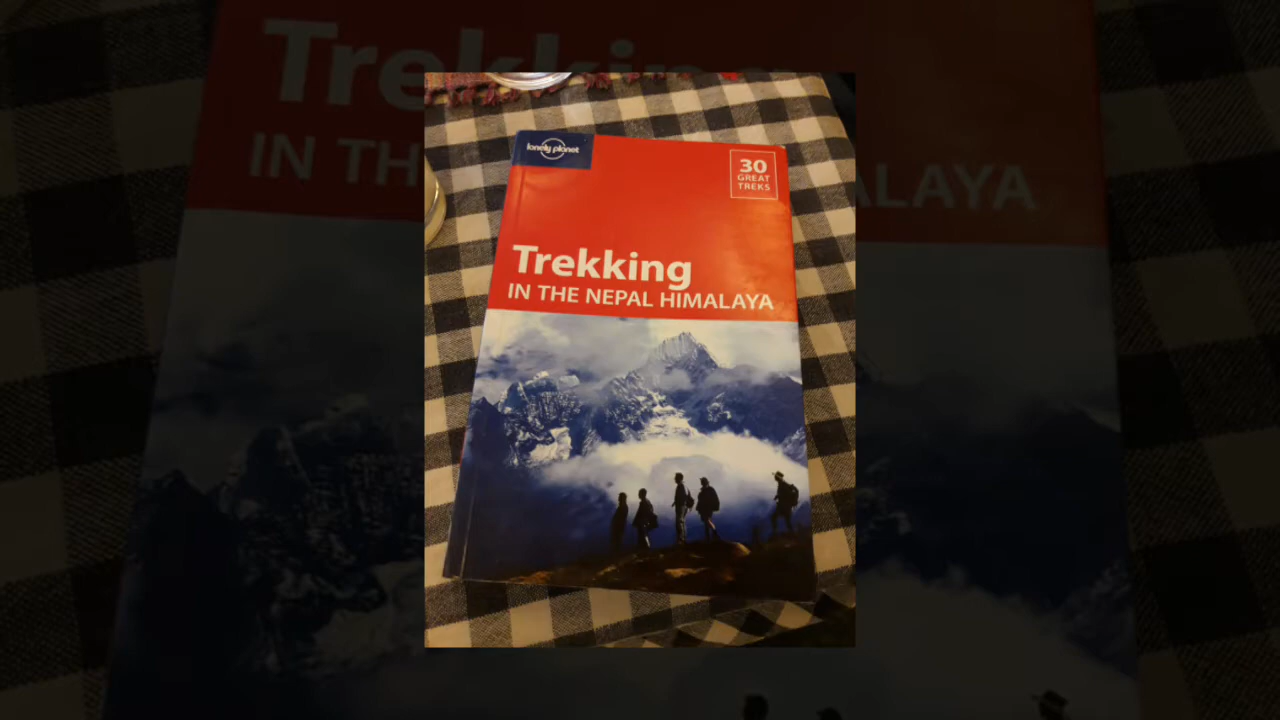 lonely planet
30
GREAT
TREKS
Trekking
IN THE NEPAL HIMALAYA